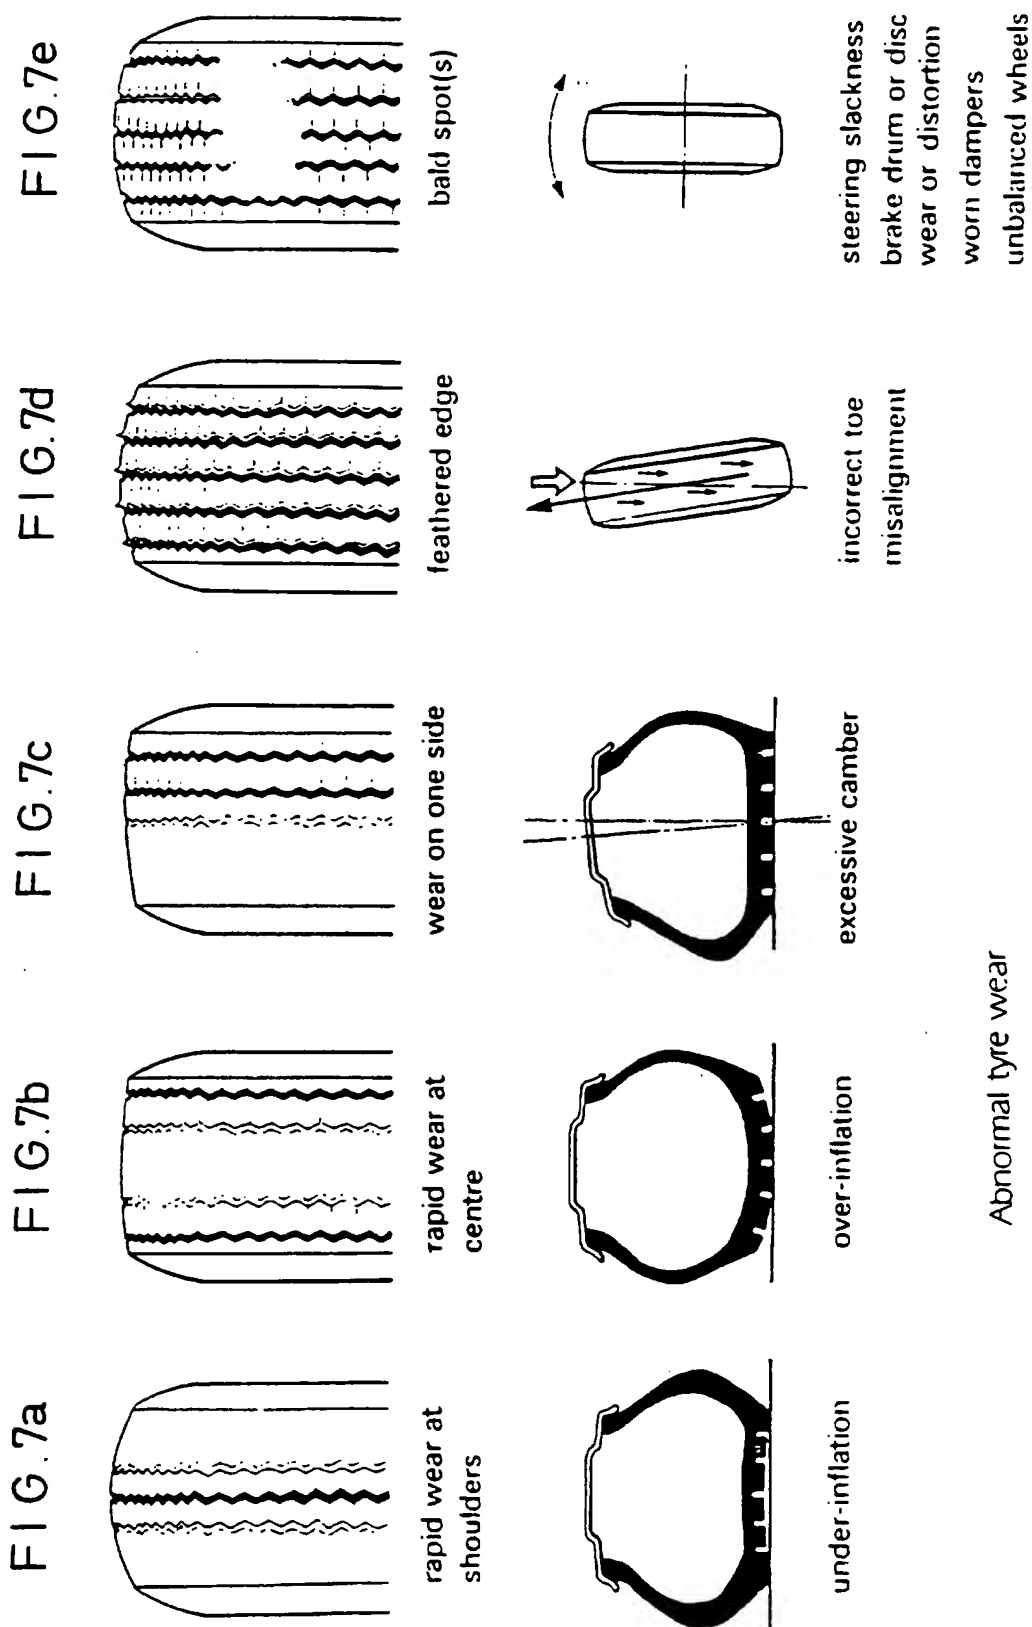 FIG.7a
FIG.7b
FIG.7c
FIG.7d
FIG.7e
rapid wear at
shoulders
rapid wear at
centre
wear on one side
feathered edge
bald spot(s)
under-inflation
over-inflation
excessive camber
incorrect toe
misalignment
steering slackness
brake drum or disc
wear or distortion
worn dampers
unbalanced wheels
Abnormal tyre wear